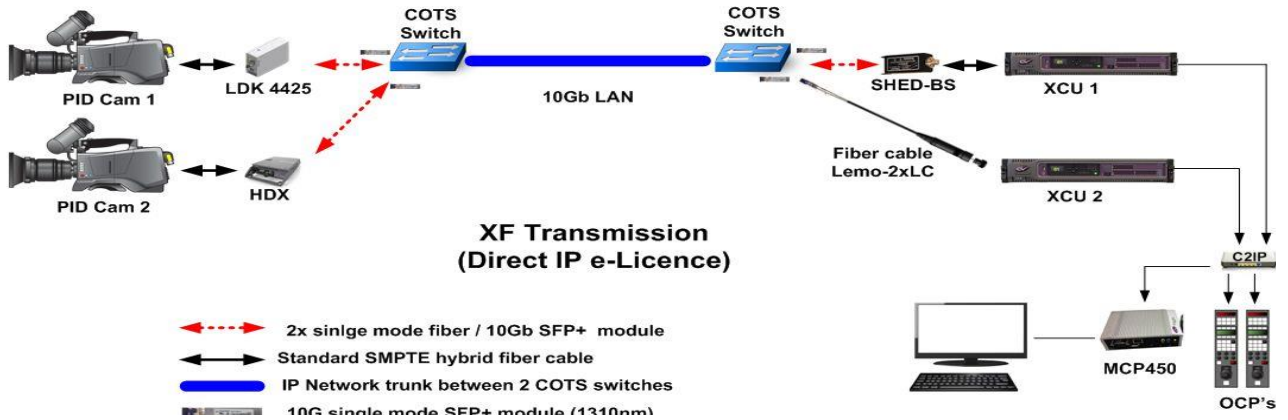 COTS
Switch
COTS
Switch
PID Cam 1
LDK 4425
10Gb LAN
SHED-BS
XCU 1
PID Cam 2
HDX
Fiber cable
Lemo-2xLC
XCU 2
XF Transmission
(Direct IP e-Licence)
C2IP
2x sinlge mode fiber / 10Gb SFP+ module
Standard SMPTE hybrid fiber cable
IP Network trunk between 2 COTS switches
10G single mode SFP+ module (1310nm)
MCP450
OCP's